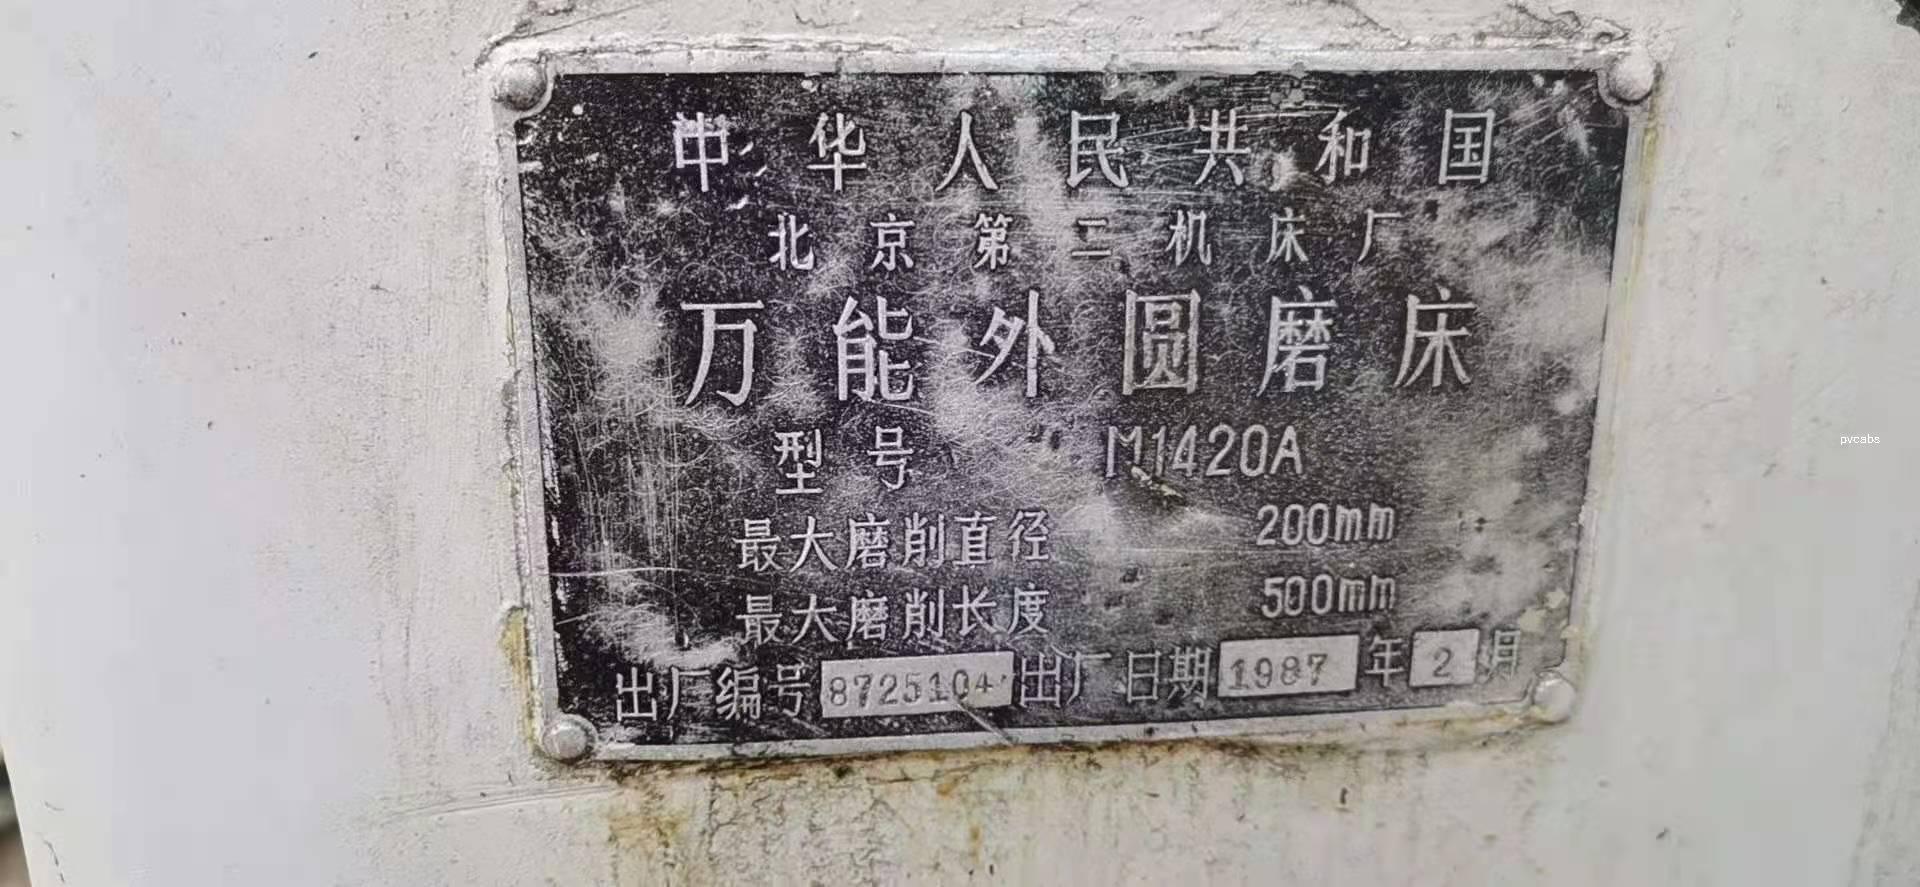 中华人民共和国
北京第二机床厂
万能外圆磨床
型号 M1420A
最大磨削直径 200mm
最大磨削长度 500mm
出厂编号 8725104 出厂日期 1987 年 2 月
pvcabs